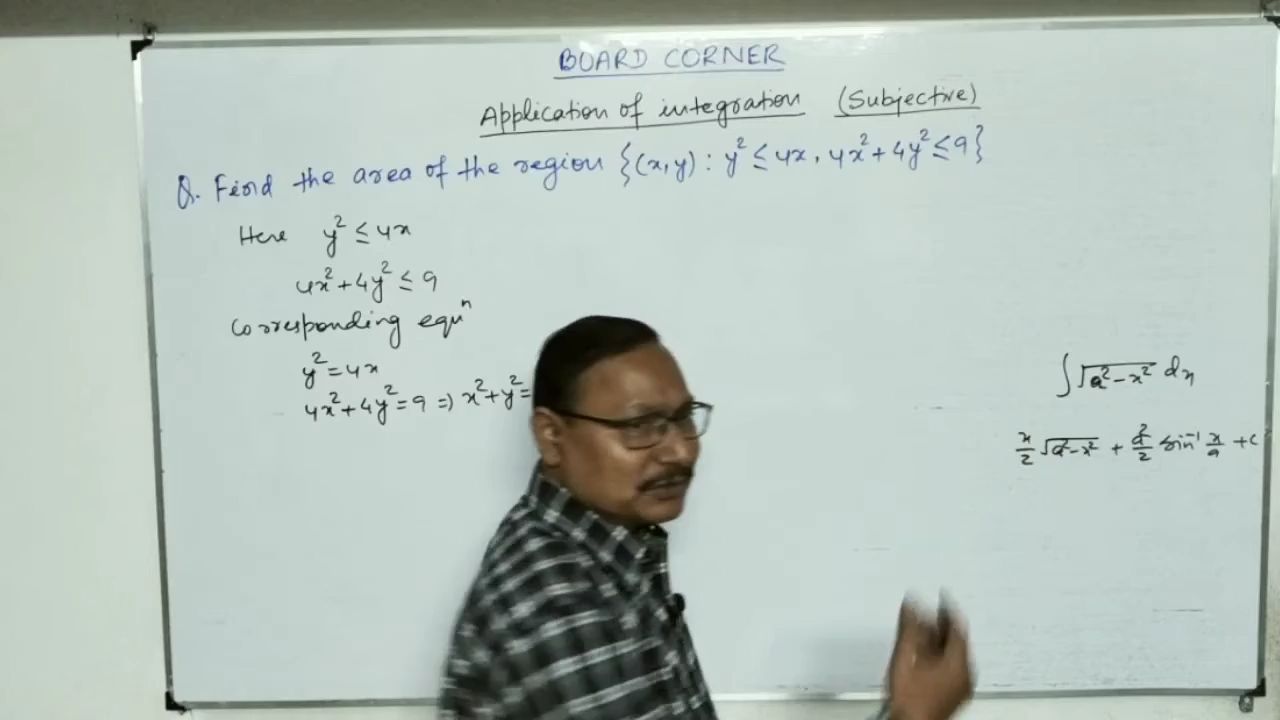 BOARD CORNER
Application of integration (Subjective)
Q. Find the area of the region {(x,y) : y² ≤ 4x, 4x² + 4y² ≤ 9}
Here y² ≤ 4x
4x² + 4y² ≤ 9
Corresponding equⁿ
y² = 4x
4x² + 4y² = 9 ⇒ x² + y² =
∫√(a² - x²) dx
x/2 √(a² - x²) + a²/2 sin⁻¹ x/a + c